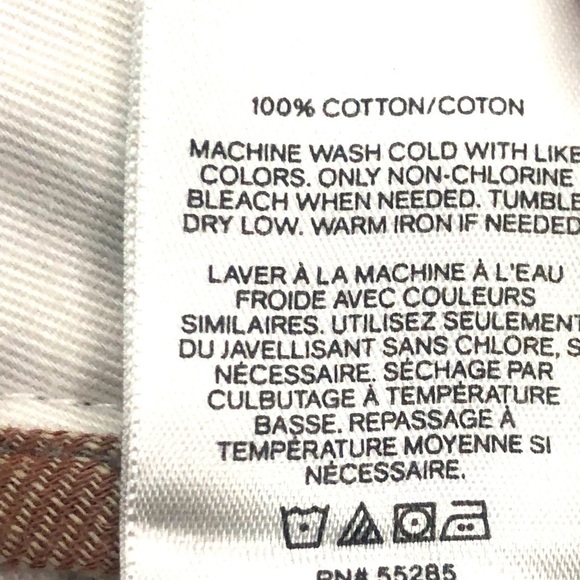 100% COTTON/COTON
MACHINE WASH COLD WITH LIKE
COLORS. ONLY NON-CHLORINE
BLEACH WHEN NEEDED. TUMBLE
DRY LOW. WARM IRON IF NEEDED
LAVER À LA MACHINE À L'EAU
FROIDE AVEC COULEURS
SIMILAIRES. UTILISEZ SEULEMENT
DU JAVELLISANT SANS CHLORE, S
NÉCESSAIRE. SÉCHAGE PAR
CULBUTAGE À TEMPÉRATURE
BASSE. REPASSAGE À
TEMPÉRATURE MOYENNE SI
NÉCESSAIRE.
RN# 55285